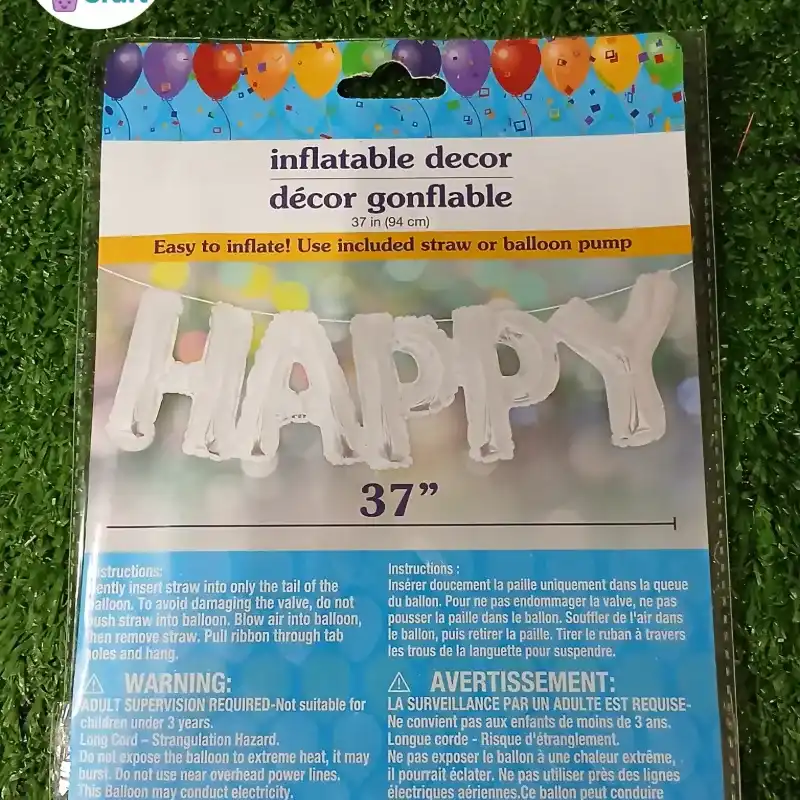 Craft
inflatable decor
décor gonflable
37 in (94 cm)
Easy to inflate! Use included straw or balloon pump
HAPPY
37”
structions:
ently insert straw into only the tail of the
balloon. To avoid damaging the valve, do not
push straw into balloon. Blow air into balloon,
then remove straw. Pull ribbon through tab
holes and hang.
WARNING:
ADULT SUPERVISION REQUIRED-Not suitable for
children under 3 years.
Long Cord – Strangulation Hazard.
Do not expose the balloon to extreme heat, it may
burst. Do not use near overhead power lines.
This Balloon may conduct electricity.
Instructions :
Insérer doucement la paille uniquement dans la queue
du ballon. Pour ne pas endommager la valve, ne pas
pousser la paille dans le ballon. Souffler de l'air dans
le ballon, puis retirer la paille. Tirer le ruban à travers
les trous de la languette pour suspendre.
AVERTISSEMENT:
LA SURVEILLANCE PAR UN ADULTE EST REQUISE-
Ne convient pas aux enfants de moins de 3 ans.
Longue corde - Risque d'étranglement.
Ne pas exposer le ballon à une chaleur extrême,
il pourrait éclater. Ne pas utiliser près des lignes
électriques aériennes.Ce ballon peut conduire